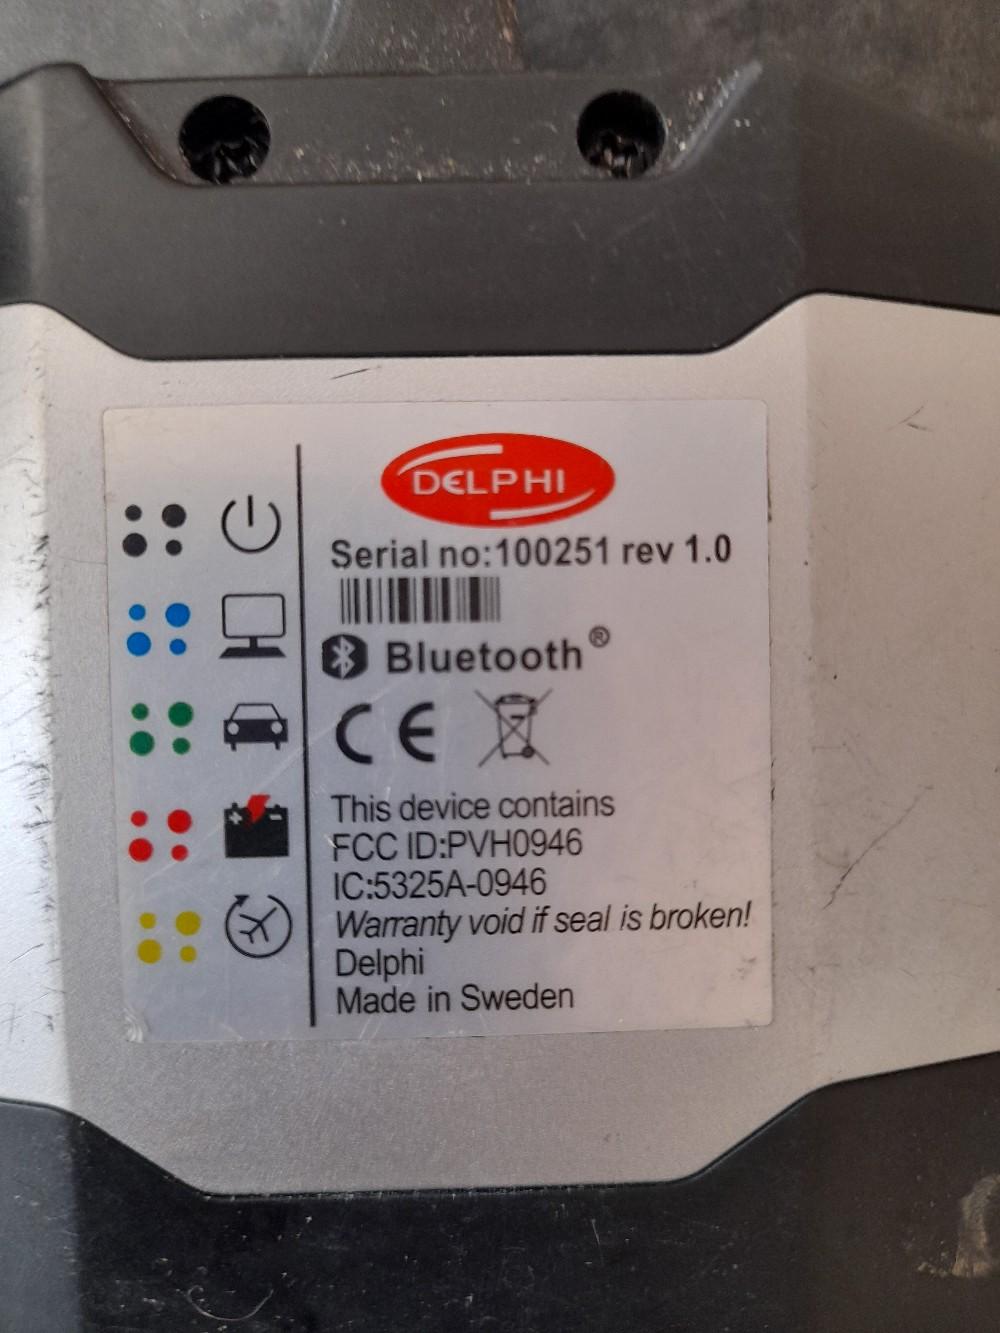 DELPHI
Serial no:100251 rev 1.0
Bluetooth®
CE
This device contains
FCC ID:PVH0946
IC:5325A-0946
Warranty void if seal is broken!
Delphi
Made in Sweden